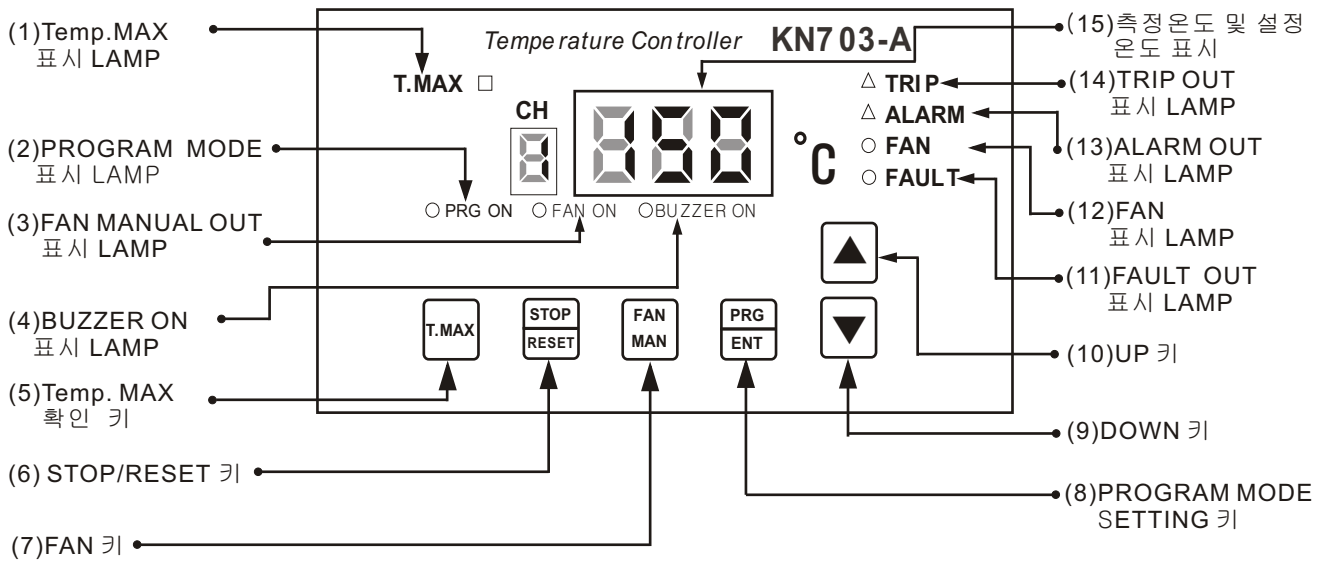 (1)Temp.MAX
표시 LAMP
(2)PROGRAM MODE
표시 LAMP
(3)FAN MANUAL OUT
표시 LAMP
(4)BUZZER ON
표시 LAMP
(5)Temp. MAX
확인 키
(6) STOP/RESET 키
(7)FAN 키
Temperature Controller KN703-A
T.MAX
CH
1
150
°C
TRIP
ALARM
FAN
FAULT
PRG ON FAN ON BUZZER ON
T.MAX
STOP
RESET
FAN
MAN
PRG
ENT
(15)측정온도 및 설정
온도 표시
(14)TRIP OUT
표시 LAMP
(13)ALARM OUT
표시 LAMP
(12)FAN
표시 LAMP
(11)FAULT OUT
표시 LAMP
(10)UP 키
(9)DOWN 키
(8)PROGRAM MODE
SETTING 키